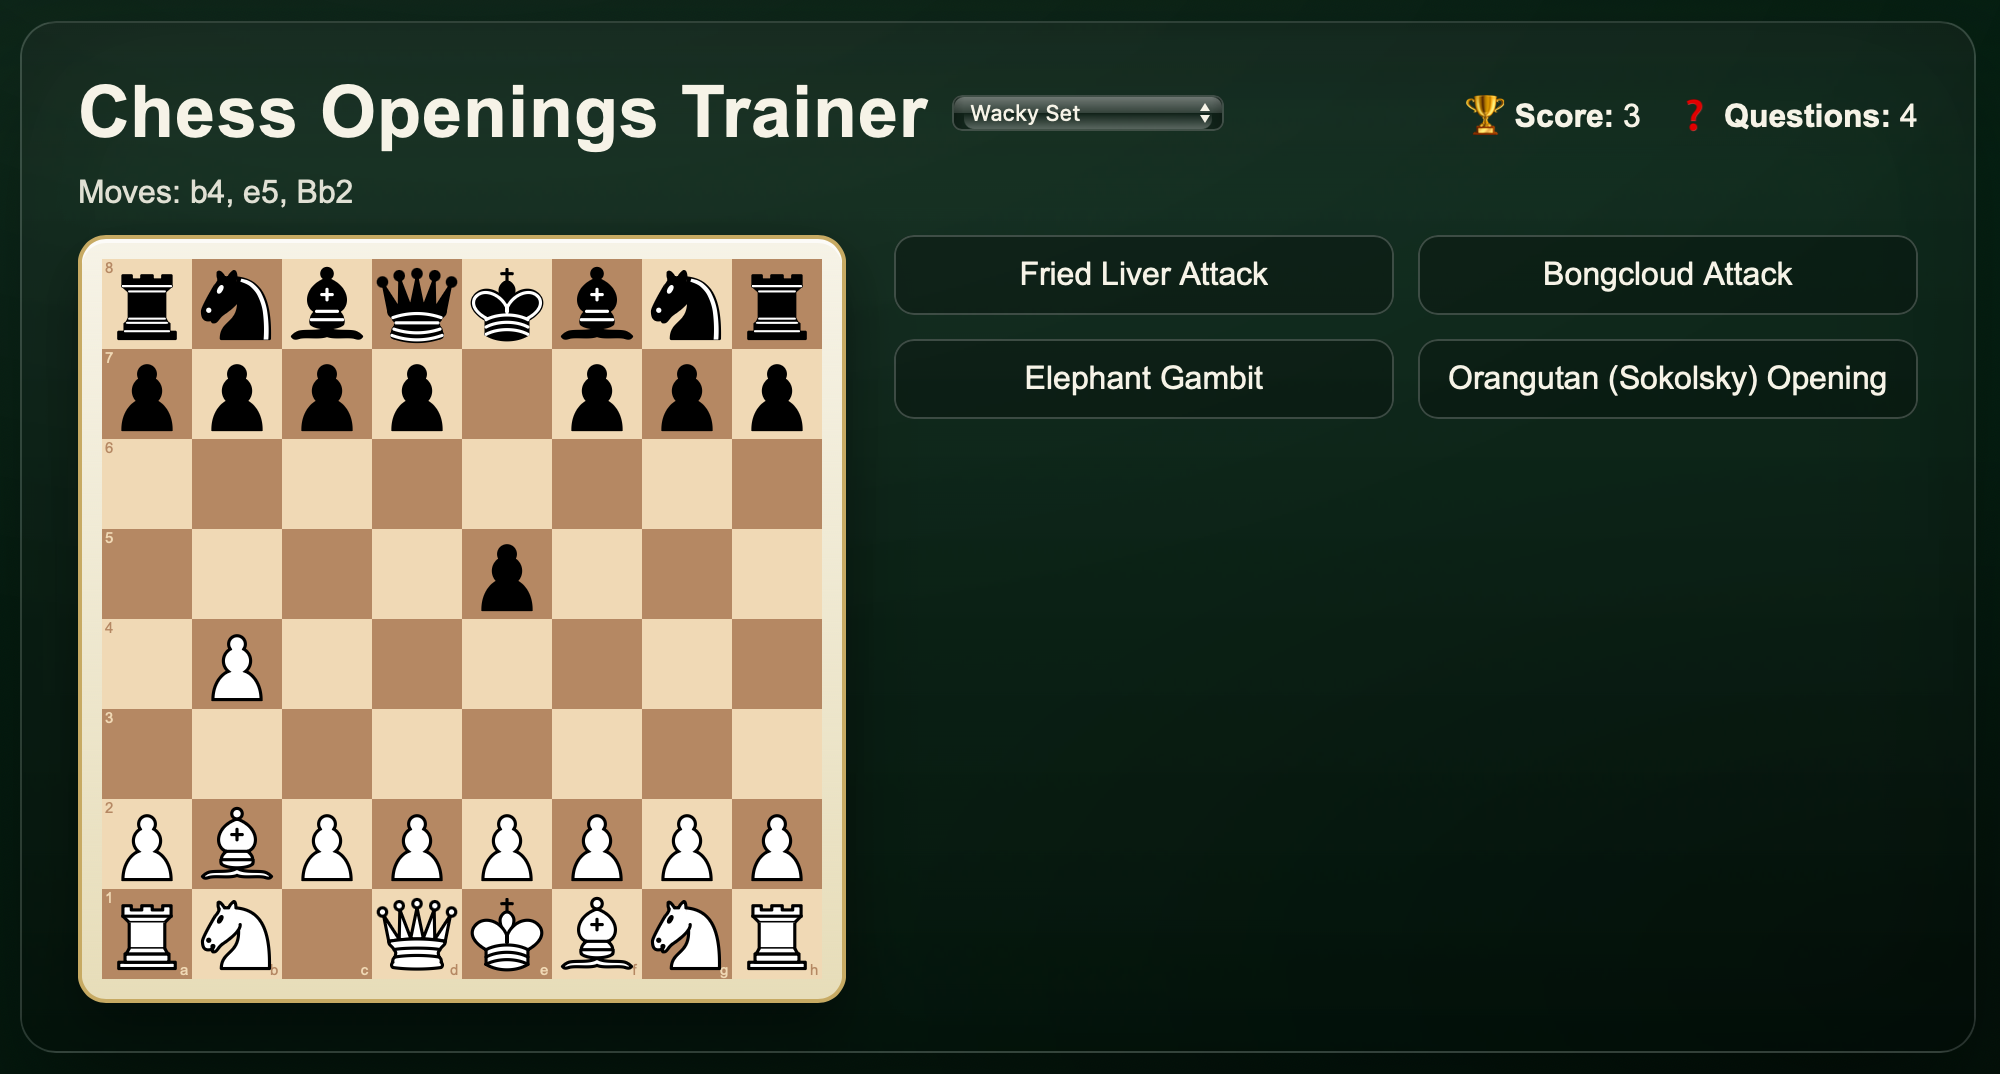 Chess Openings Trainer
Wacky Set
🏆 Score: 3
❓ Questions: 4
Moves: b4, e5, Bb2
Fried Liver Attack
Bongcloud Attack
Elephant Gambit
Orangutan (Sokolsky) Opening
8
7
6
5
4
3
2
1
a b c d e f g h